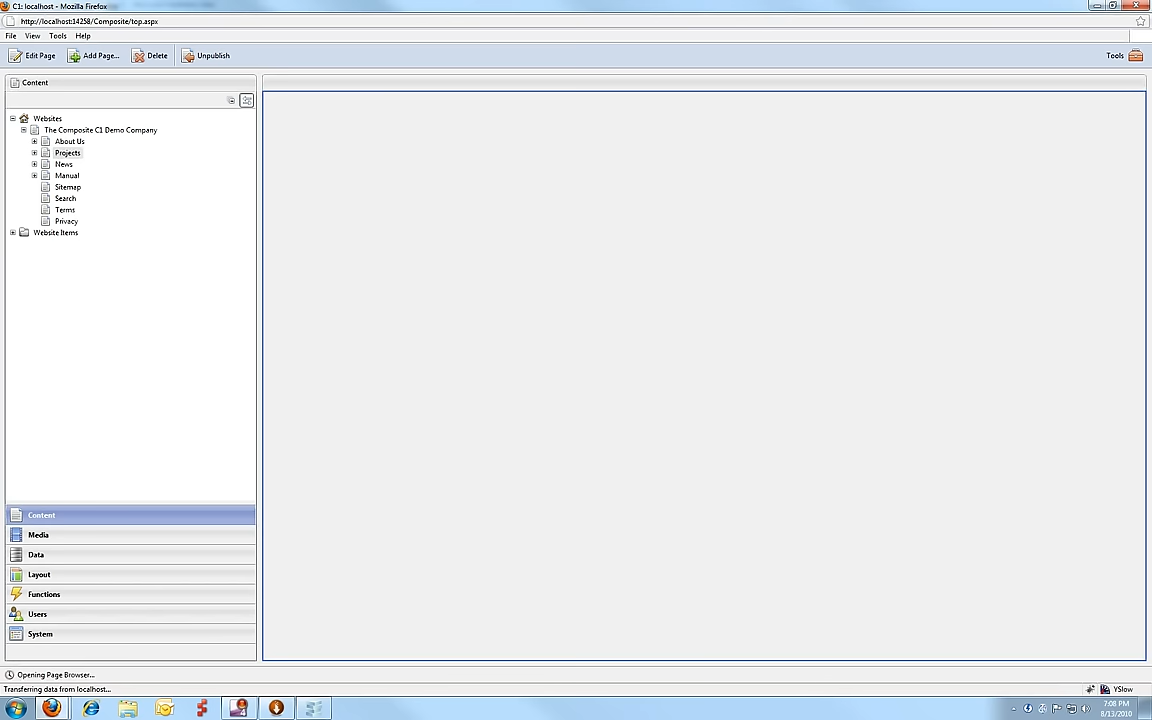 C1: localhost - Mozilla Firefox
http://localhost:14258/Composite/top.aspx
File View Tools Help
Edit Page Add Page... Delete Unpublish Tools
Content
Websites
The Composite C1 Demo Company
About Us
Projects
News
Manual
Sitemap
Search
Terms
Privacy
Website Items
Content
Media
Data
Layout
Functions
Users
System
Opening Page Browser...
Transferring data from localhost...
YSlow
7:08 PM
8/13/2010